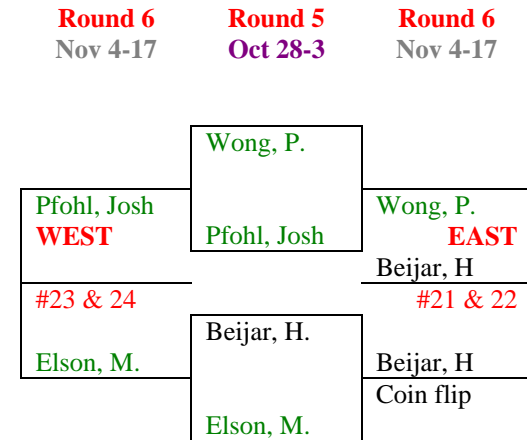 Round 6 Round 5 Round 6
Nov 4-17 Oct 28-3 Nov 4-17
Wong, P.
Pfohl, Josh Wong, P.
WEST Pfohl, Josh EAST
Beijar, H
#23 & 24 #21 & 22
Beijar, H.
Elson, M. Beijar, H
Coin flip
Elson, M.